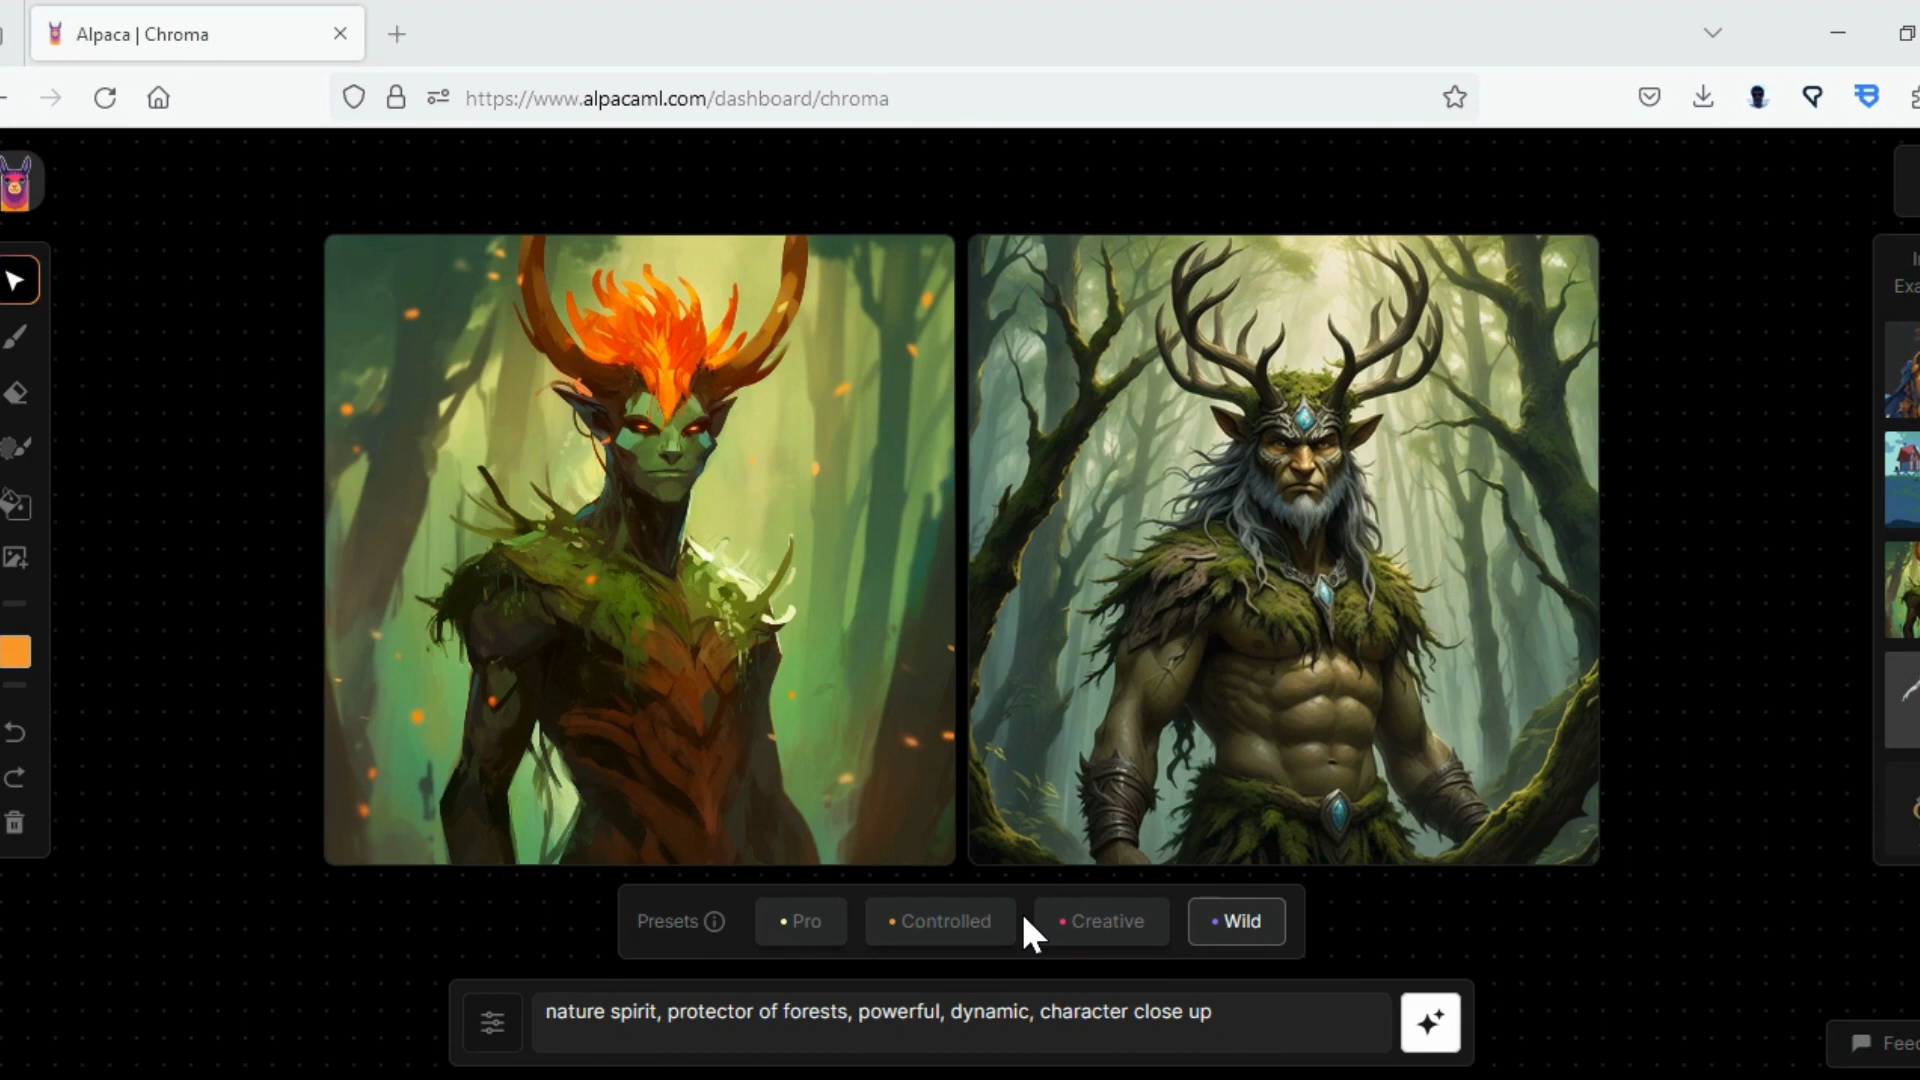 Alpaca | Chroma
https://www.alpacaml.com/dashboard/chroma
Presets
Pro
Controlled
Creative
Wild
nature spirit, protector of forests, powerful, dynamic, character close up